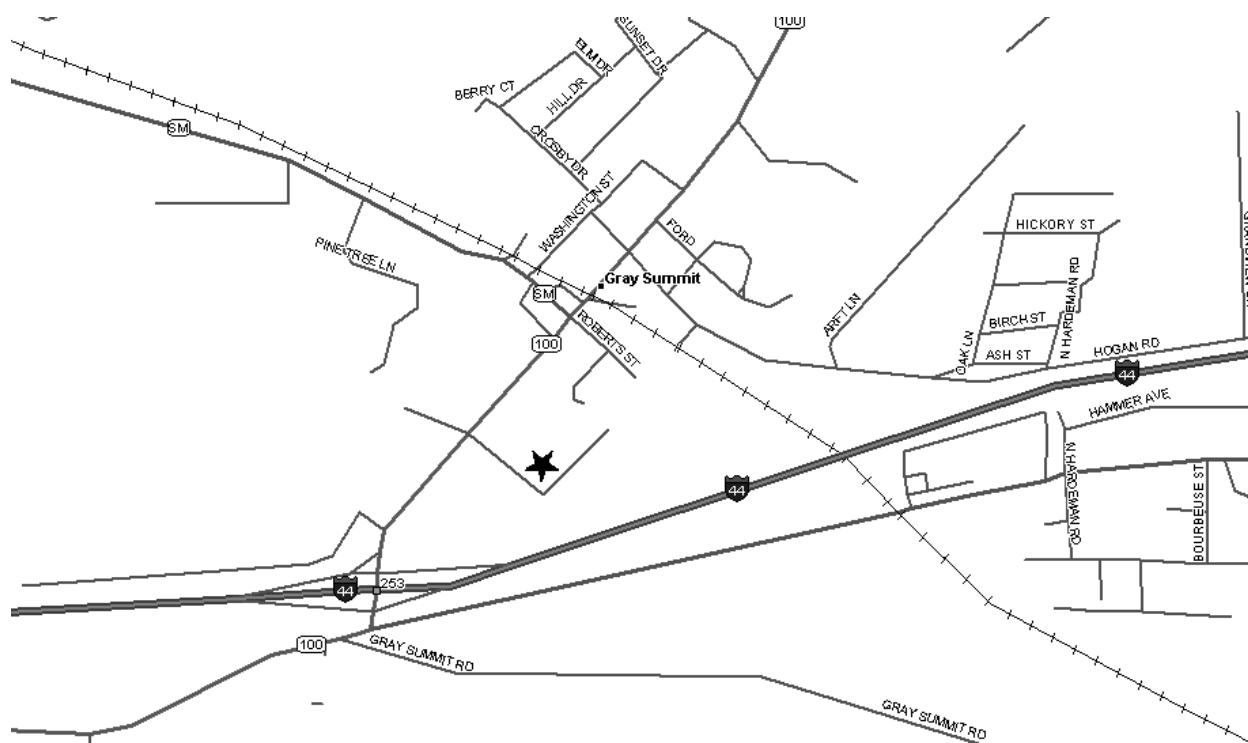 100
SUNSET DR
ELM DR
BERRY CT
HILL DR
SM
CROSBY DR
WASHINGTON ST
HICKORY ST
FORD
PINE TREE LN
Gray Summit
N HARDEMAN RD
SM
ARFT LN
BIRCH ST
ROBERTS ST
100
OAK LN
ASH ST
HOGAN RD
44
HAMMER AVE
44
N HARDEMAN RD
BOURBEUSE ST
44
253
100
GRAY SUMMIT RD
GRAY SUMMIT RD